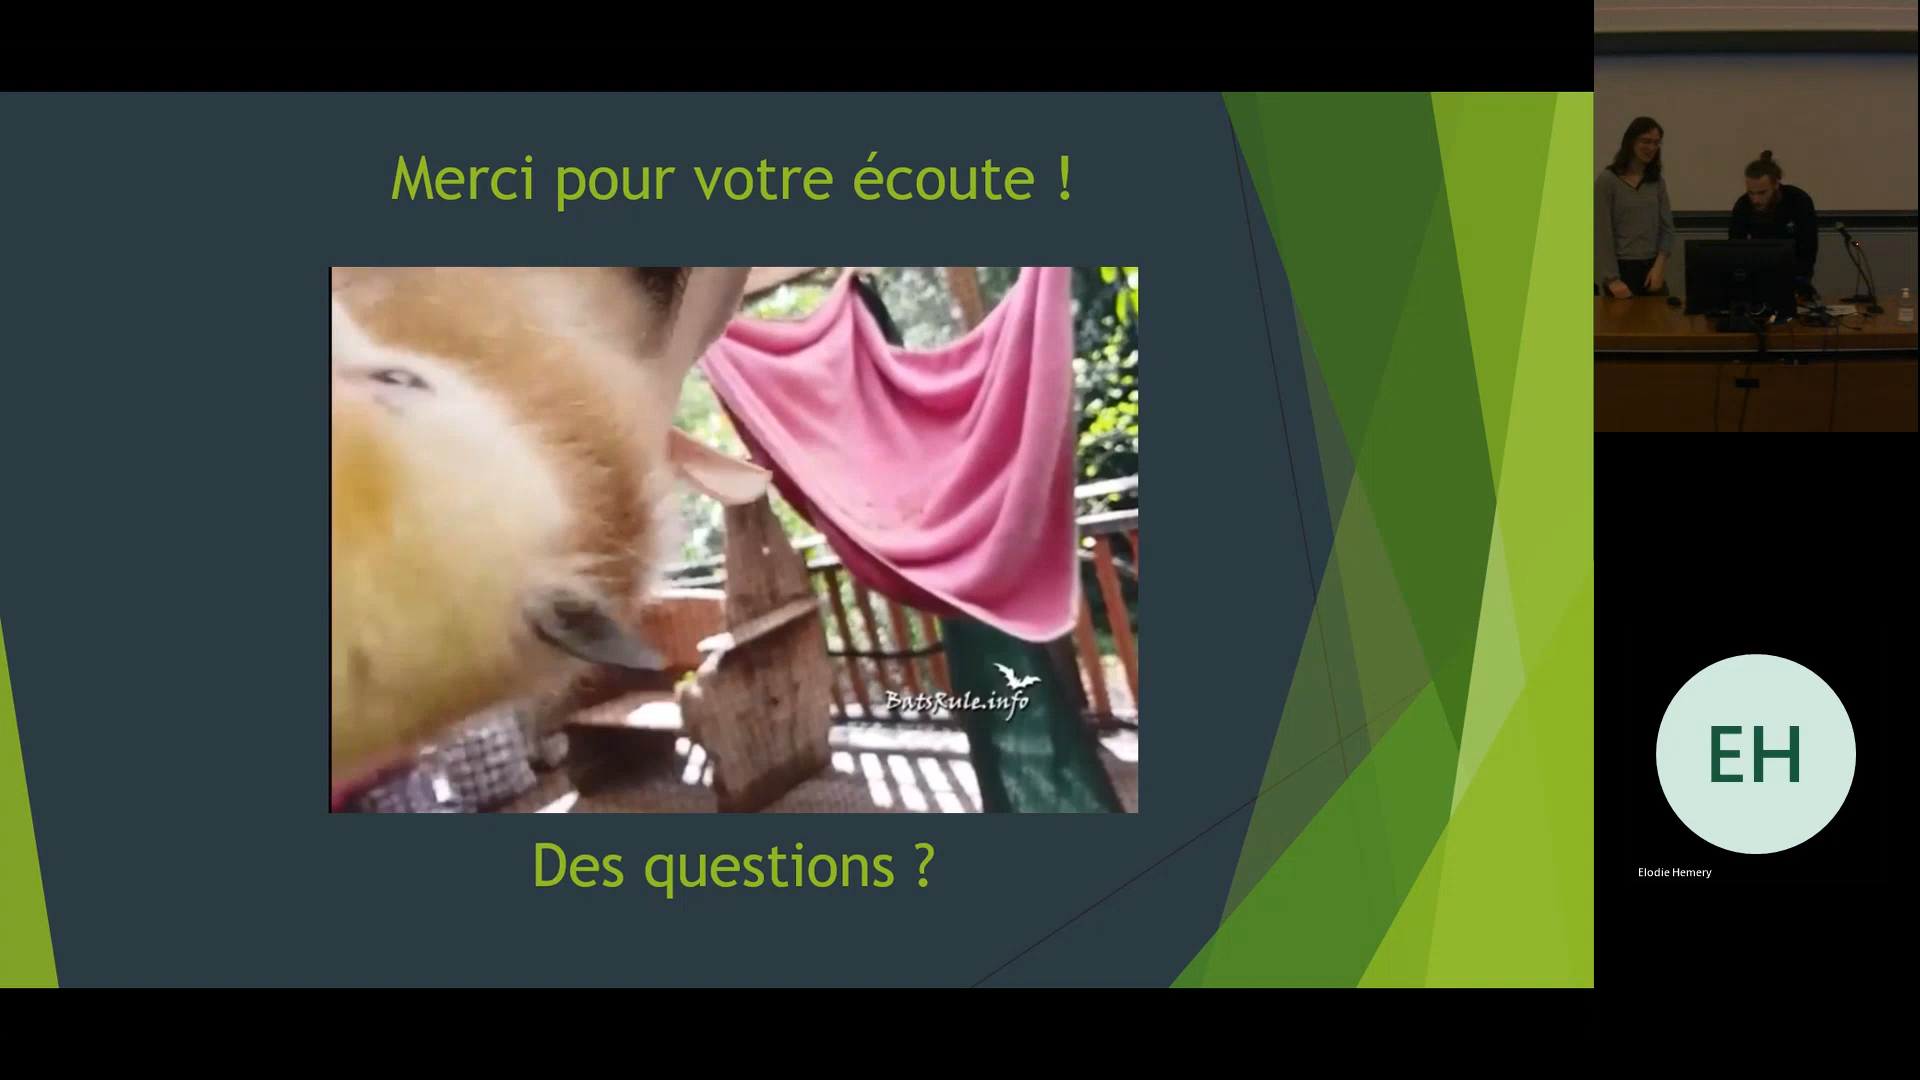 Merci pour votre écoute !
BatsRule.info
Des questions ?
EH
Elodie Hemery